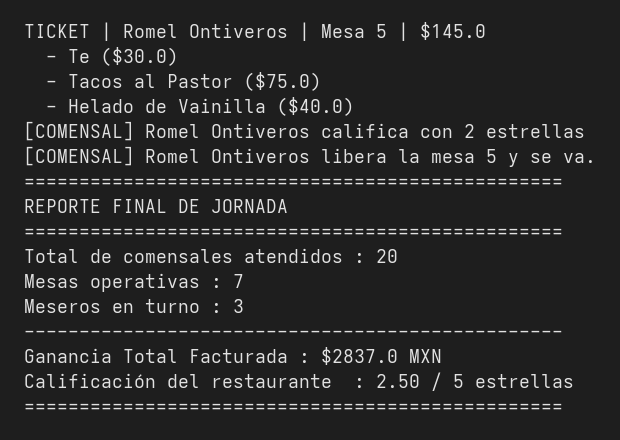 TICKET | Romel Ontiveros | Mesa 5 | $145.0
  - Te ($30.0)
  - Tacos al Pastor ($75.0)
  - Helado de Vainilla ($40.0)
[COMENSAL] Romel Ontiveros califica con 2 estrellas
[COMENSAL] Romel Ontiveros libera la mesa 5 y se va.
=================================================
REPORTE FINAL DE JORNADA
=================================================
Total de comensales atendidos : 20
Mesas operativas : 7
Meseros en turno : 3
-------------------------------------------------
Ganancia Total Facturada : $2837.0 MXN
Calificación del restaurante  : 2.50 / 5 estrellas
=================================================